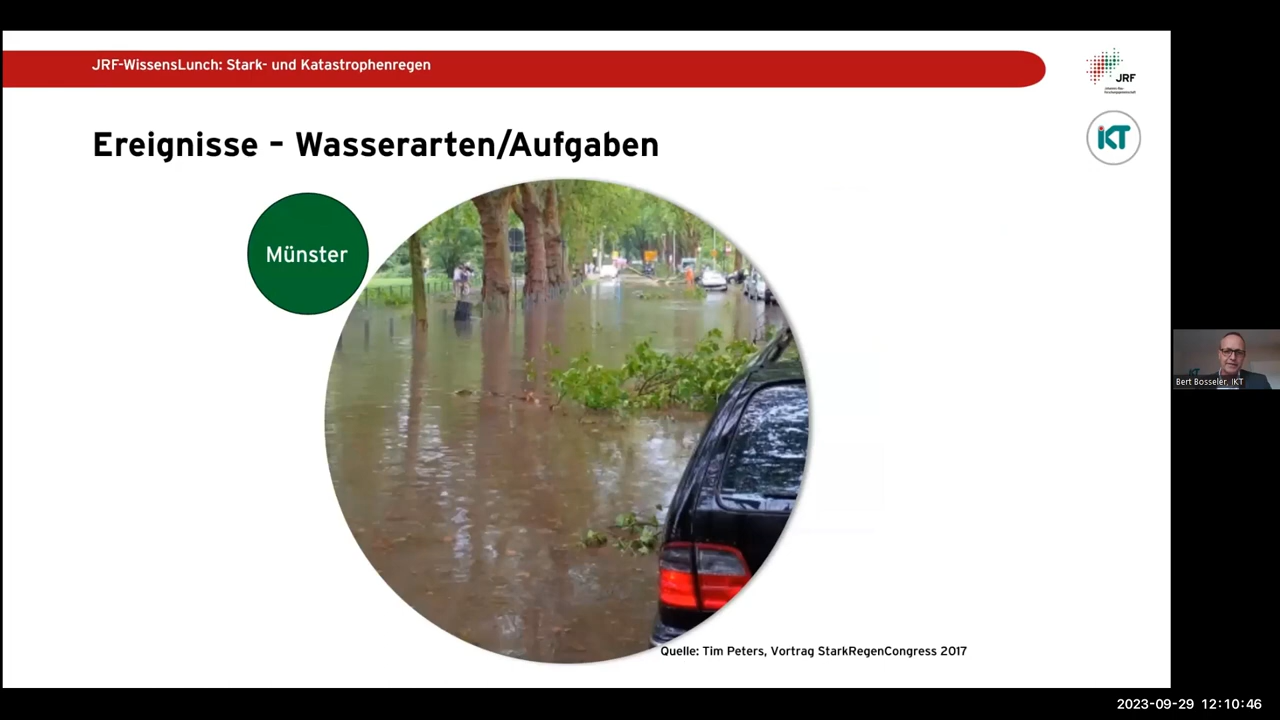 JRF-WissensLunch: Stark- und Katastrophenregen
JRF
Ereignisse – Wasserarten/Aufgaben
iKT
Münster
Bert Bosseler, IKT
Quelle: Tim Peters, Vortrag StarkRegenCongress 2017
2023-09-29 12:10:46